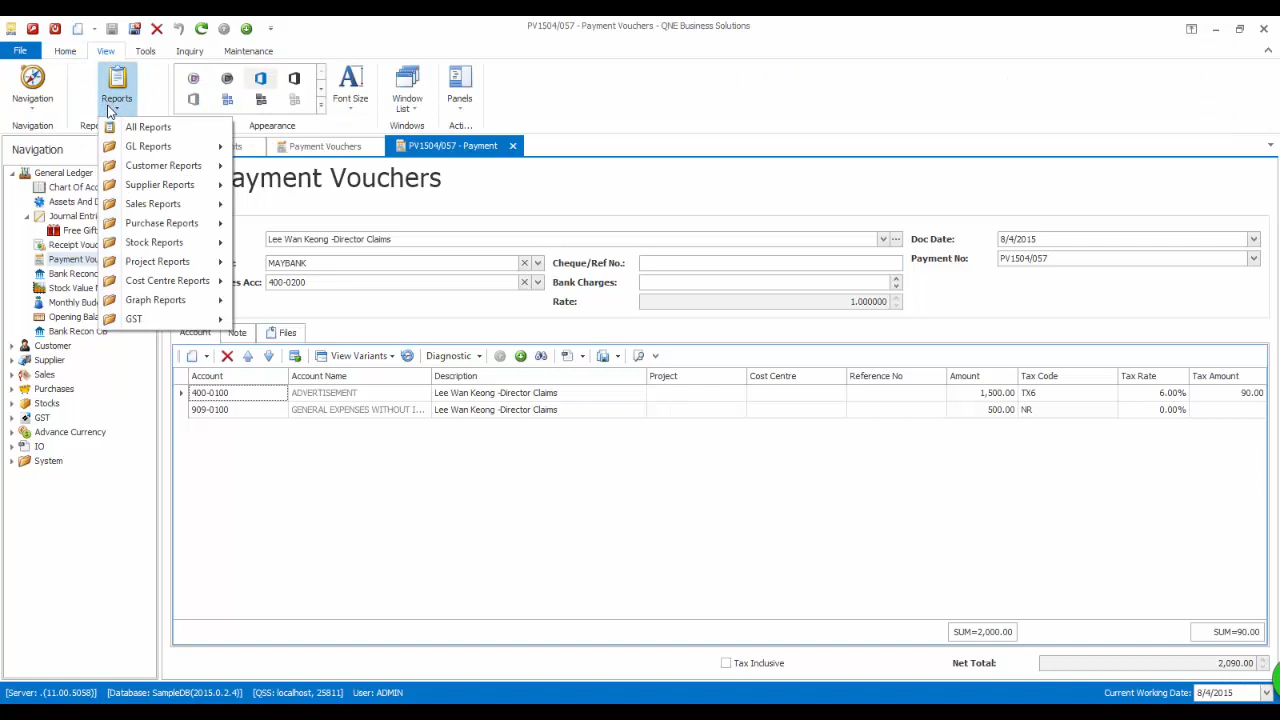 PV1504/057 - Payment Vouchers - QNE Business Solutions
File Home View Tools Inquiry Maintenance
Navigation Reports Font Size Window List Panels
Navigation Appearance Windows Acti...
Navigation
Payment Vouchers
PV1504/057 - Payment
All Reports
GL Reports
Customer Reports
Supplier Reports
Sales Reports
Purchase Reports
Stock Reports
Project Reports
Cost Centre Reports
Graph Reports
GST
General Ledger
Chart Of Acc
Assets And D
Journal Entri
Free Gift
Receipt Vouc
Payment Vou
Bank Reconc
Stock Value M
Monthly Budg
Opening Bala
Bank Recon OB
Customer
Supplier
Sales
Purchases
Stocks
GST
Advance Currency
IO
System
ayment Vouchers
Lee Wan Keong -Director Claims
Doc Date: 8/4/2015
MAYBANK
Cheque/Ref No.:
Payment No: PV1504/057
es Acc: 400-0200
Bank Charges:
Rate: 1.000000
Account Note Files
View Variants Diagnostic
Account Account Name Description Project Cost Centre Reference No Amount Tax Code Tax Rate Tax Amount
400-0100 ADVERTISEMENT Lee Wan Keong -Director Claims 1,500.00 TX6 6.00% 90.00
909-0100 GENERAL EXPENSES WITHOUT I... Lee Wan Keong -Director Claims 500.00 NR 0.00%
SUM=2,000.00 SUM=90.00
Tax Inclusive Net Total: 2,090.00
[Server: .(11.00.5058)] [Database: SampleDB(2015.0.2.4)] [QSS: localhost, 25811] User: ADMIN Current Working Date: 8/4/2015